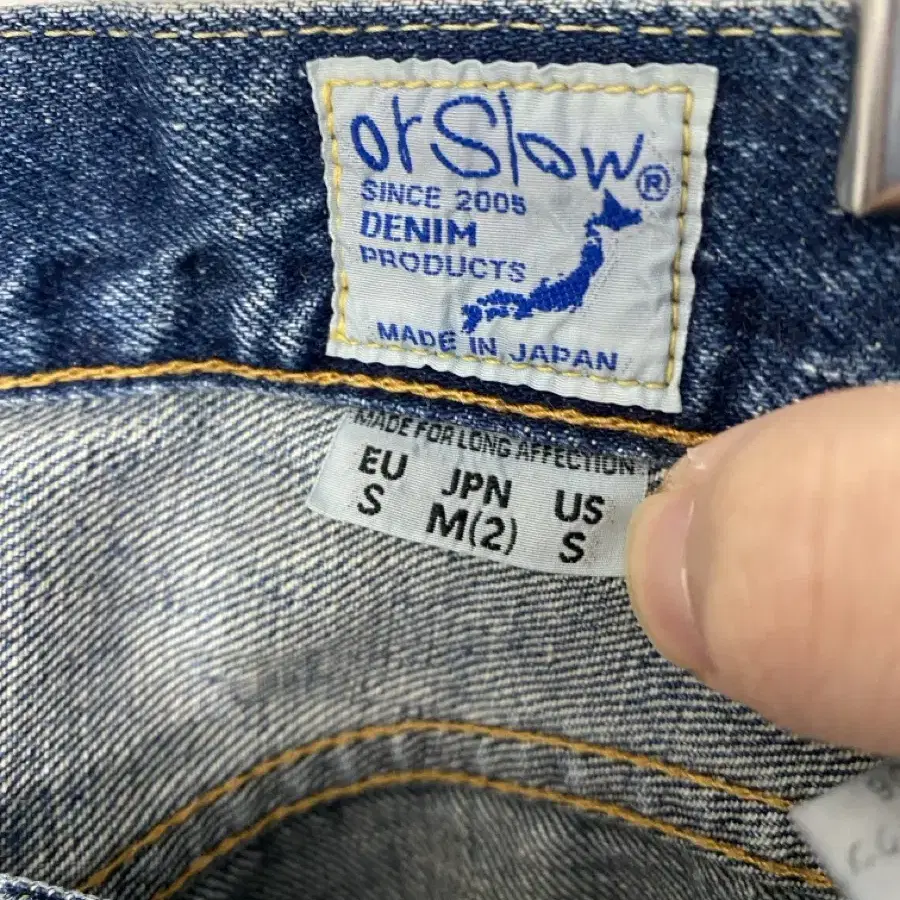 orSlow®
SINCE 2005
DENIM
PRODUCTS
MADE IN JAPAN
MADE FOR LONG AFFECTION
EU JPN US
S M(2) S